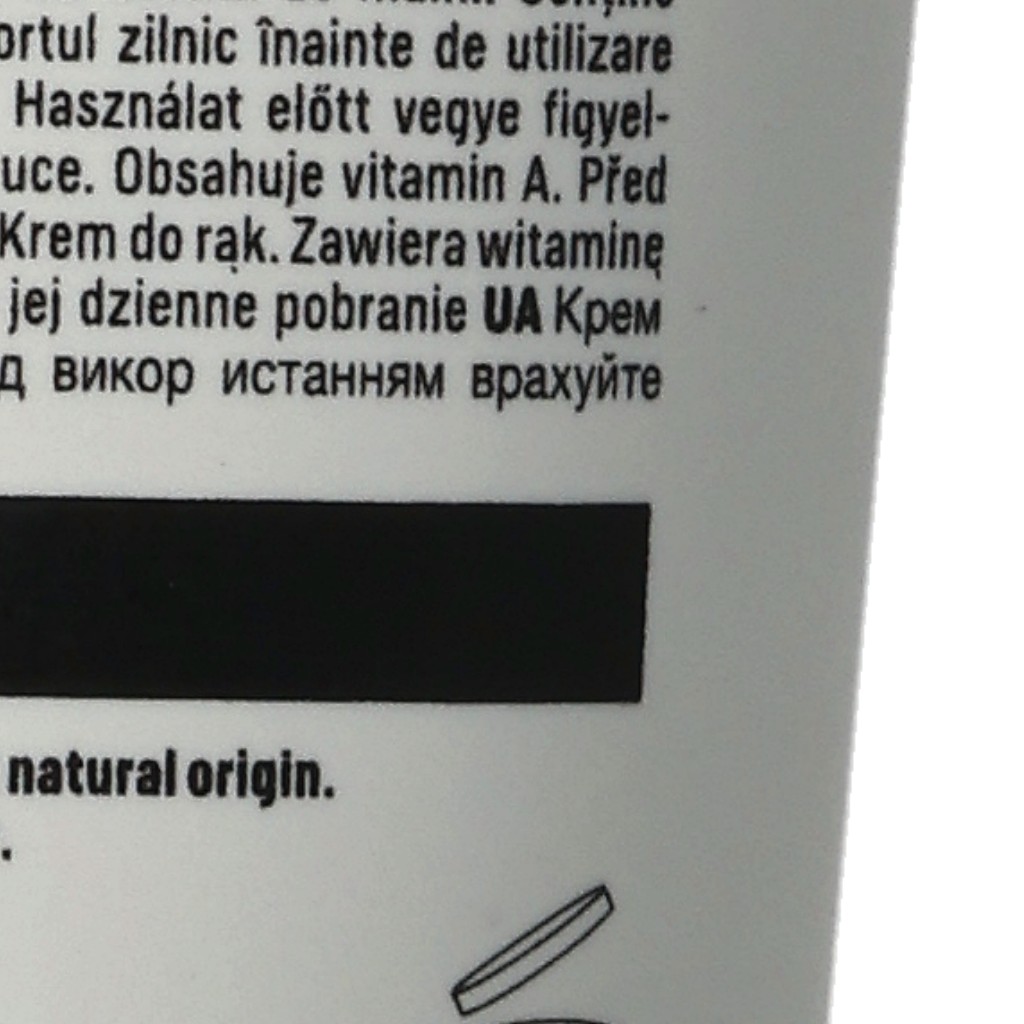 ortul zilnic înainte de utilizare
Használat előtt vegye figyel-
uce. Obsahuje vitamin A. Před
Krem do rąk. Zawiera witaminę
jej dzienne pobranie UA Крем
д викор истанням врахуйте
natural origin.
.